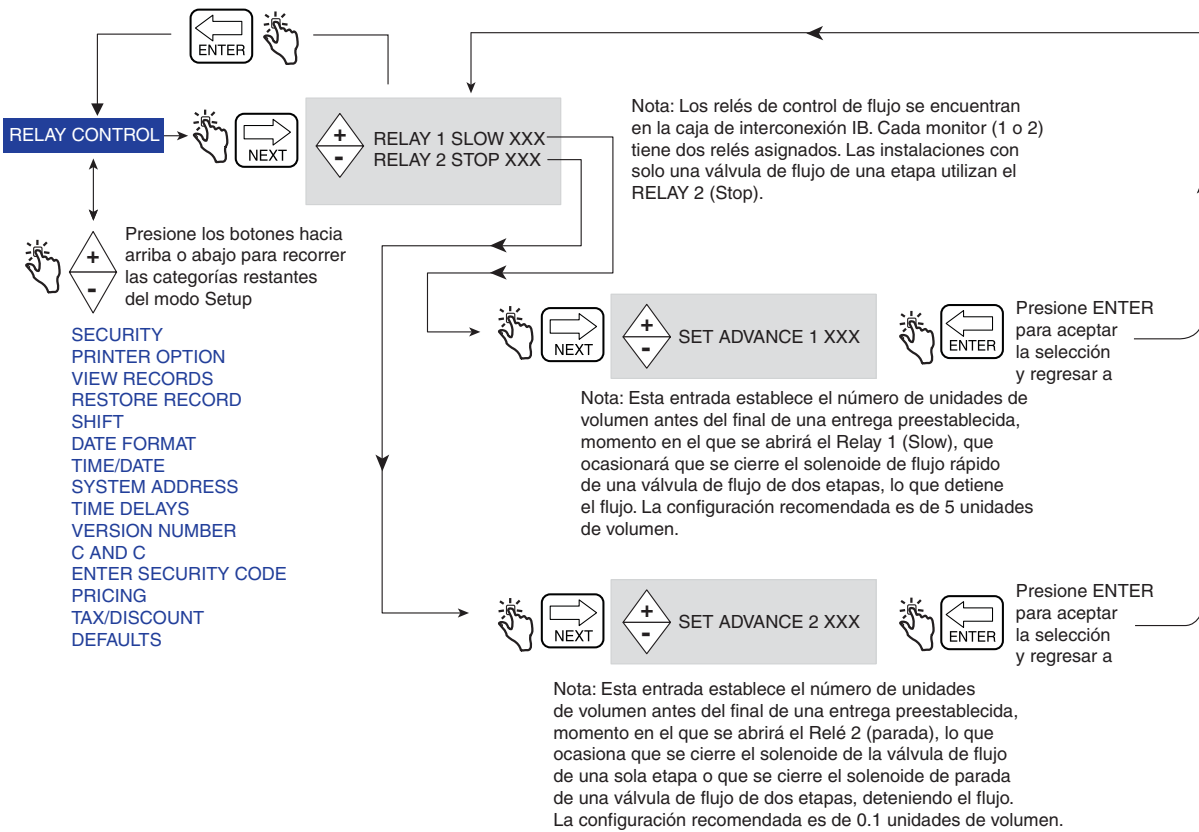 ENTER
RELAY CONTROL
NEXT
+
-
RELAY 1 SLOW XXX
RELAY 2 STOP XXX
Nota: Los relés de control de flujo se encuentran
en la caja de interconexión IB. Cada monitor (1 o 2)
tiene dos relés asignados. Las instalaciones con
solo una válvula de flujo de una etapa utilizan el
RELAY 2 (Stop).
+
-
Presione los botones hacia
arriba o abajo para recorrer
las categorías restantes
del modo Setup
SECURITY
PRINTER OPTION
VIEW RECORDS
RESTORE RECORD
SHIFT
DATE FORMAT
TIME/DATE
SYSTEM ADDRESS
TIME DELAYS
VERSION NUMBER
C AND C
ENTER SECURITY CODE
PRICING
TAX/DISCOUNT
DEFAULTS
NEXT
+
-
SET ADVANCE 1 XXX
ENTER
Presione ENTER
para aceptar
la selección
y regresar a
Nota: Esta entrada establece el número de unidades de
volumen antes del final de una entrega preestablecida,
momento en el que se abrirá el Relay 1 (Slow), que
ocasionará que se cierre el solenoide de flujo rápido
de una válvula de flujo de dos etapas, lo que detiene
el flujo. La configuración recomendada es de 5 unidades
de volumen.
NEXT
+
-
SET ADVANCE 2 XXX
ENTER
Presione ENTER
para aceptar
la selección
y regresar a
Nota: Esta entrada establece el número de unidades
de volumen antes del final de una entrega preestablecida,
momento en el que se abrirá el Relé 2 (parada), lo que
ocasiona que se cierre el solenoide de la válvula de flujo
de una sola etapa o que se cierre el solenoide de parada
de una válvula de flujo de dos etapas, deteniendo el flujo.
La configuración recomendada es de 0.1 unidades de volumen.